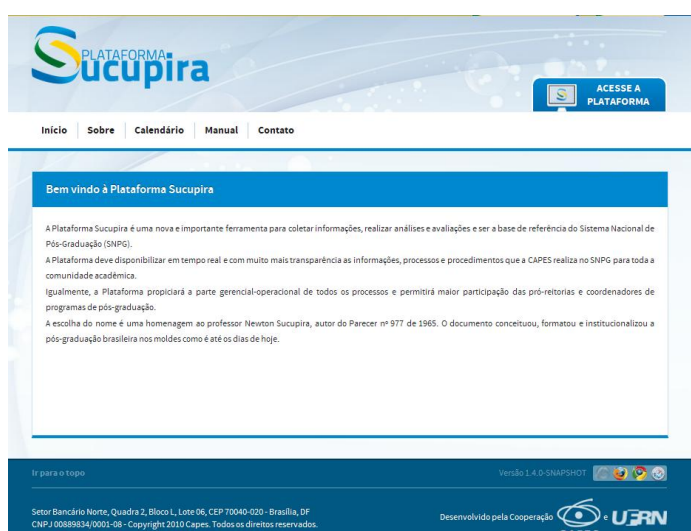 PLATAFORMA
Sucupira
ACESSE A
PLATAFORMA
Início Sobre Calendário Manual Contato
Bem vindo à Plataforma Sucupira
A Plataforma Sucupira é uma nova e importante ferramenta para coletar informações, realizar análises e avaliações e ser a base de referência do Sistema Nacional de
Pós-Graduação (SNPG).
A Plataforma deve disponibilizar em tempo real e com muito mais transparência as informações, processos e procedimentos que a CAPES realiza no SNPG para toda a
comunidade acadêmica.
Igualmente, a Plataforma propiciará a parte gerencial-operacional de todos os processos e permitirá maior participação das pró-reitorias e coordenadores de
programas de pós-graduação.
A escolha do nome é uma homenagem ao professor Newton Sucupira, autor do Parecer nº 977 de 1965. O documento conceituou, formatou e institucionalizou a
pós-graduação brasileira nos moldes como é até os dias de hoje.
Ir para o topo
Versão 1.4.0-SNAPSHOT
Setor Bancário Norte, Quadra 2, Bloco L, Lote 06, CEP 70040-020 - Brasília, DF
CNPJ 00889834/0001-08 - Copyright 2010 Capes. Todos os direitos reservados.
Desenvolvido pela Cooperação e UFRN